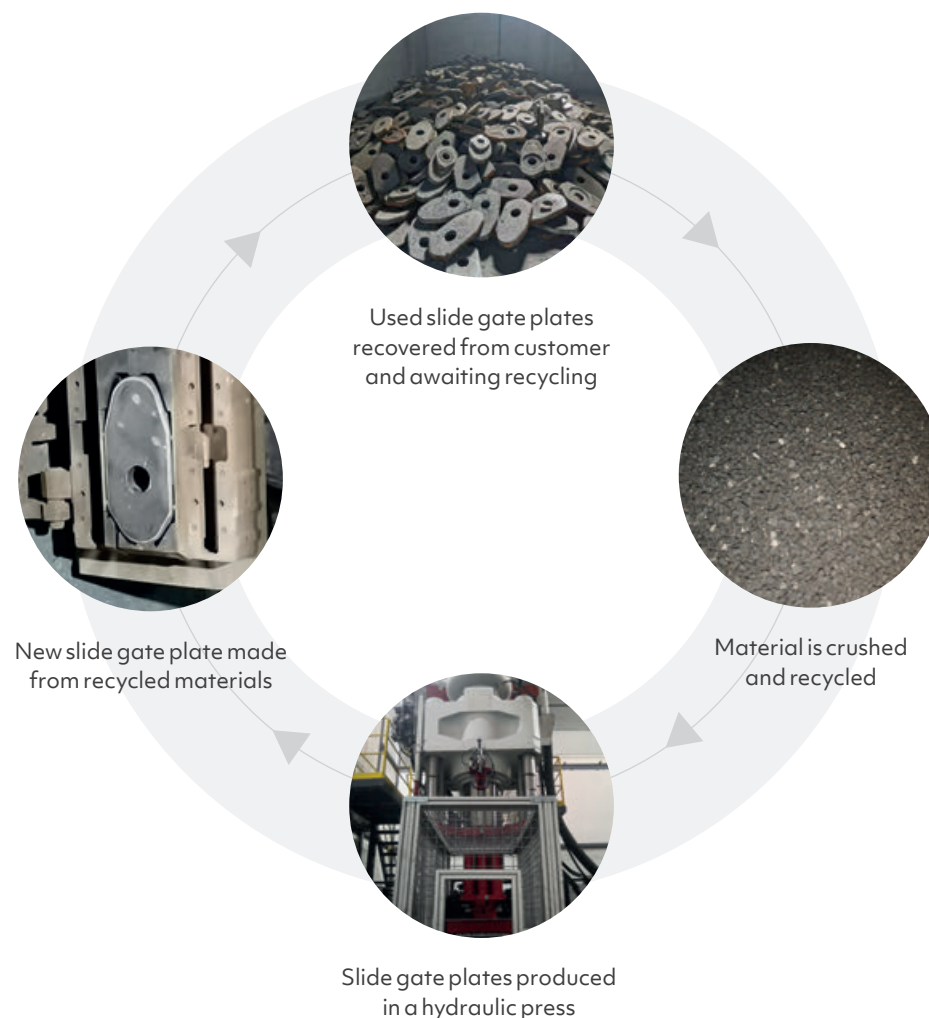 Used slide gate plates
recovered from customer
and awaiting recycling
Material is crushed
and recycled
Slide gate plates produced
in a hydraulic press
New slide gate plate made
from recycled materials